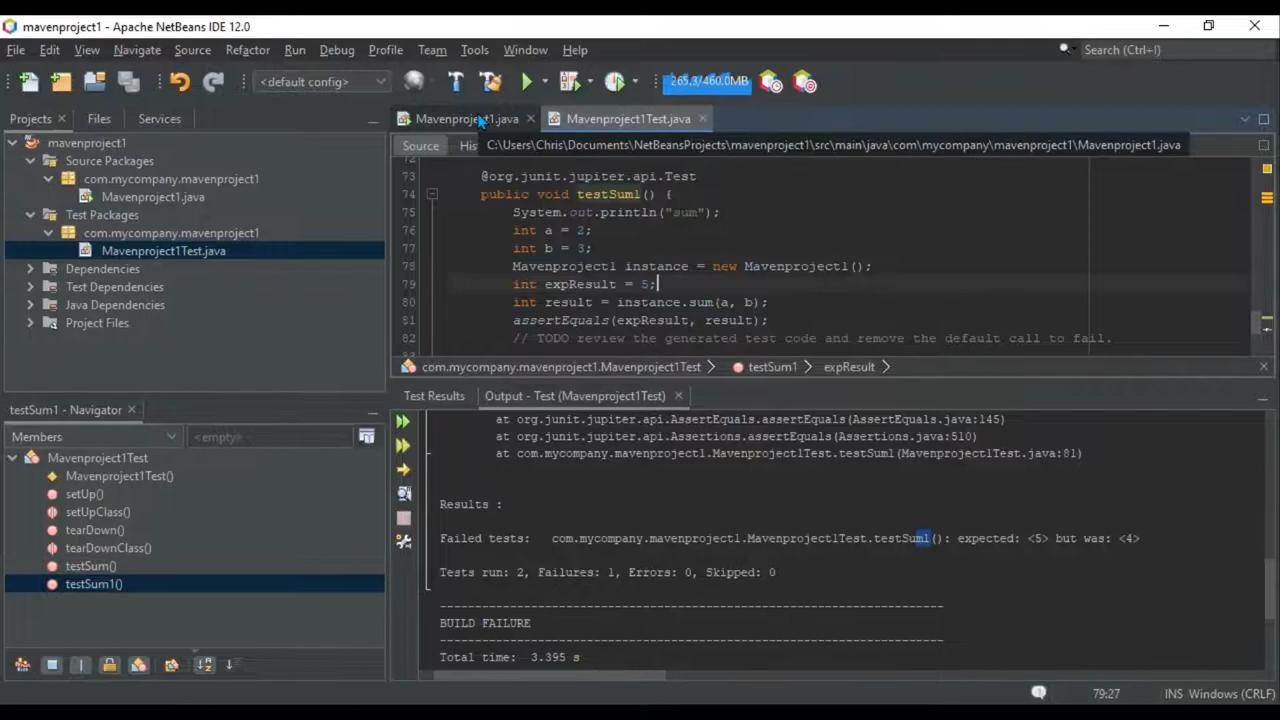 mavenproject1 - Apache NetBeans IDE 12.0
File Edit View Navigate Source Refactor Run Debug Profile Team Tools Window Help
Search (Ctrl+I)
<default config>
265.3/460.0MB
Projects Files Services
mavenproject1
Source Packages
com.mycompany.mavenproject1
Mavenproject1.java
Test Packages
com.mycompany.mavenproject1
Mavenproject1Test.java
Dependencies
Test Dependencies
Java Dependencies
Project Files
Mavenproject1.java Mavenproject1Test.java
Source His
C:\Users\Chris\Documents\NetBeansProjects\mavenproject1\src\main\java\com\mycompany\mavenproject1\Mavenproject1.java
72
73 @org.junit.jupiter.api.Test
74 public void testSum1() {
75 System.out.println("sum");
76 int a = 2;
77 int b = 3;
78 Mavenproject1 instance = new Mavenproject1();
79 int expResult = 5;
80 int result = instance.sum(a, b);
81 assertEquals(expResult, result);
82 // TODO review the generated test code and remove the default call to fail.
com.mycompany.mavenproject1.Mavenproject1Test testSum1 expResult
testSum1 - Navigator
Members
<empty>
Mavenproject1Test
Mavenproject1Test()
setUp()
setUpClass()
tearDown()
tearDownClass()
testSum()
testSum1()
Test Results Output - Test (Mavenproject1Test)
at org.junit.jupiter.api.AssertEquals.assertEquals(AssertEquals.java:145)
at org.junit.jupiter.api.Assertions.assertEquals(Assertions.java:510)
at com.mycompany.mavenproject1.Mavenproject1Test.testSum1(Mavenproject1Test.java:81)
Results :
Failed tests: com.mycompany.mavenproject1.Mavenproject1Test.testSum1(): expected: <5> but was: <4>
Tests run: 2, Failures: 1, Errors: 0, Skipped: 0
------------------------------------------------------------------------
BUILD FAILURE
------------------------------------------------------------------------
Total time: 3.395 s
79:27 INS Windows (CRLF)